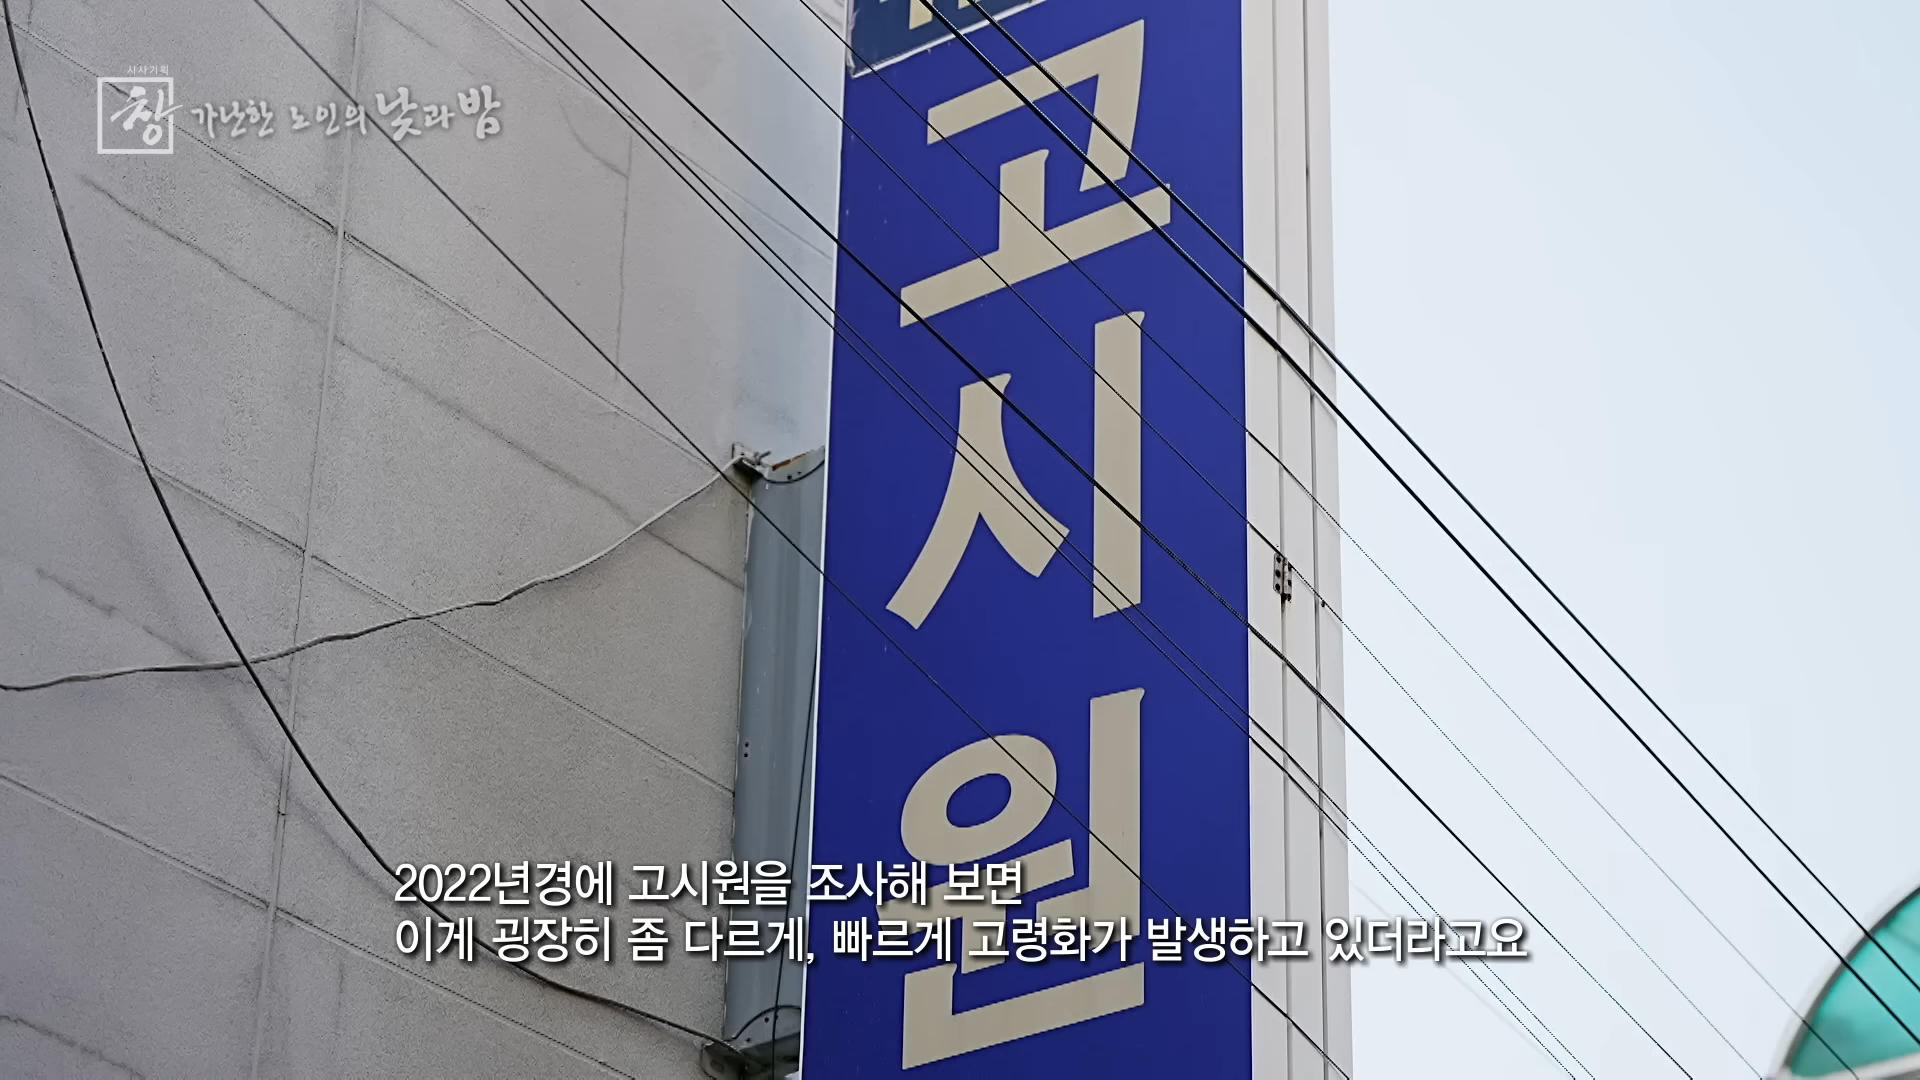 시사기획
창 가난한 노인의 낮과 밤
고시원
2022년경에 고시원을 조사해 보면
이게 굉장히 좀 다르게, 빠르게 고령화가 발생하고 있더라고요